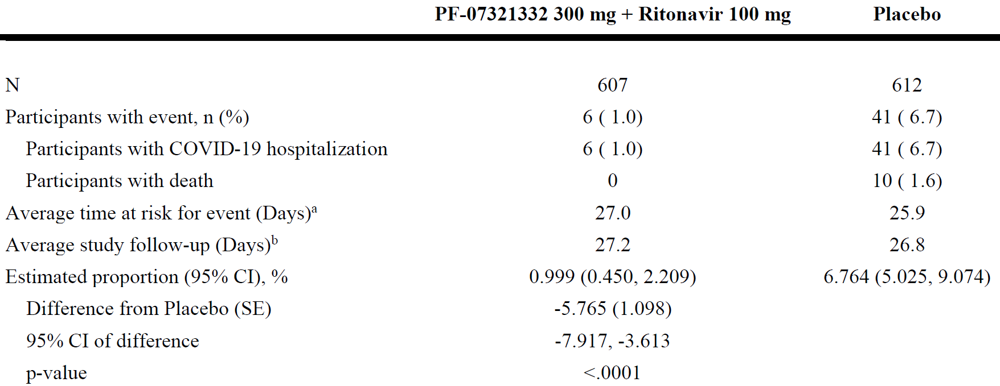 PF-07321332 300 mg + Ritonavir 100 mg Placebo
N 607 612
Participants with event, n (%) 6 ( 1.0) 41 ( 6.7)
Participants with COVID-19 hospitalization 6 ( 1.0) 41 ( 6.7)
Participants with death 0 10 ( 1.6)
Average time at risk for event (Days)ᵃ 27.0 25.9
Average study follow-up (Days)ᵇ 27.2 26.8
Estimated proportion (95% CI), % 0.999 (0.450, 2.209) 6.764 (5.025, 9.074)
Difference from Placebo (SE) -5.765 (1.098)
95% CI of difference -7.917, -3.613
p-value <.0001